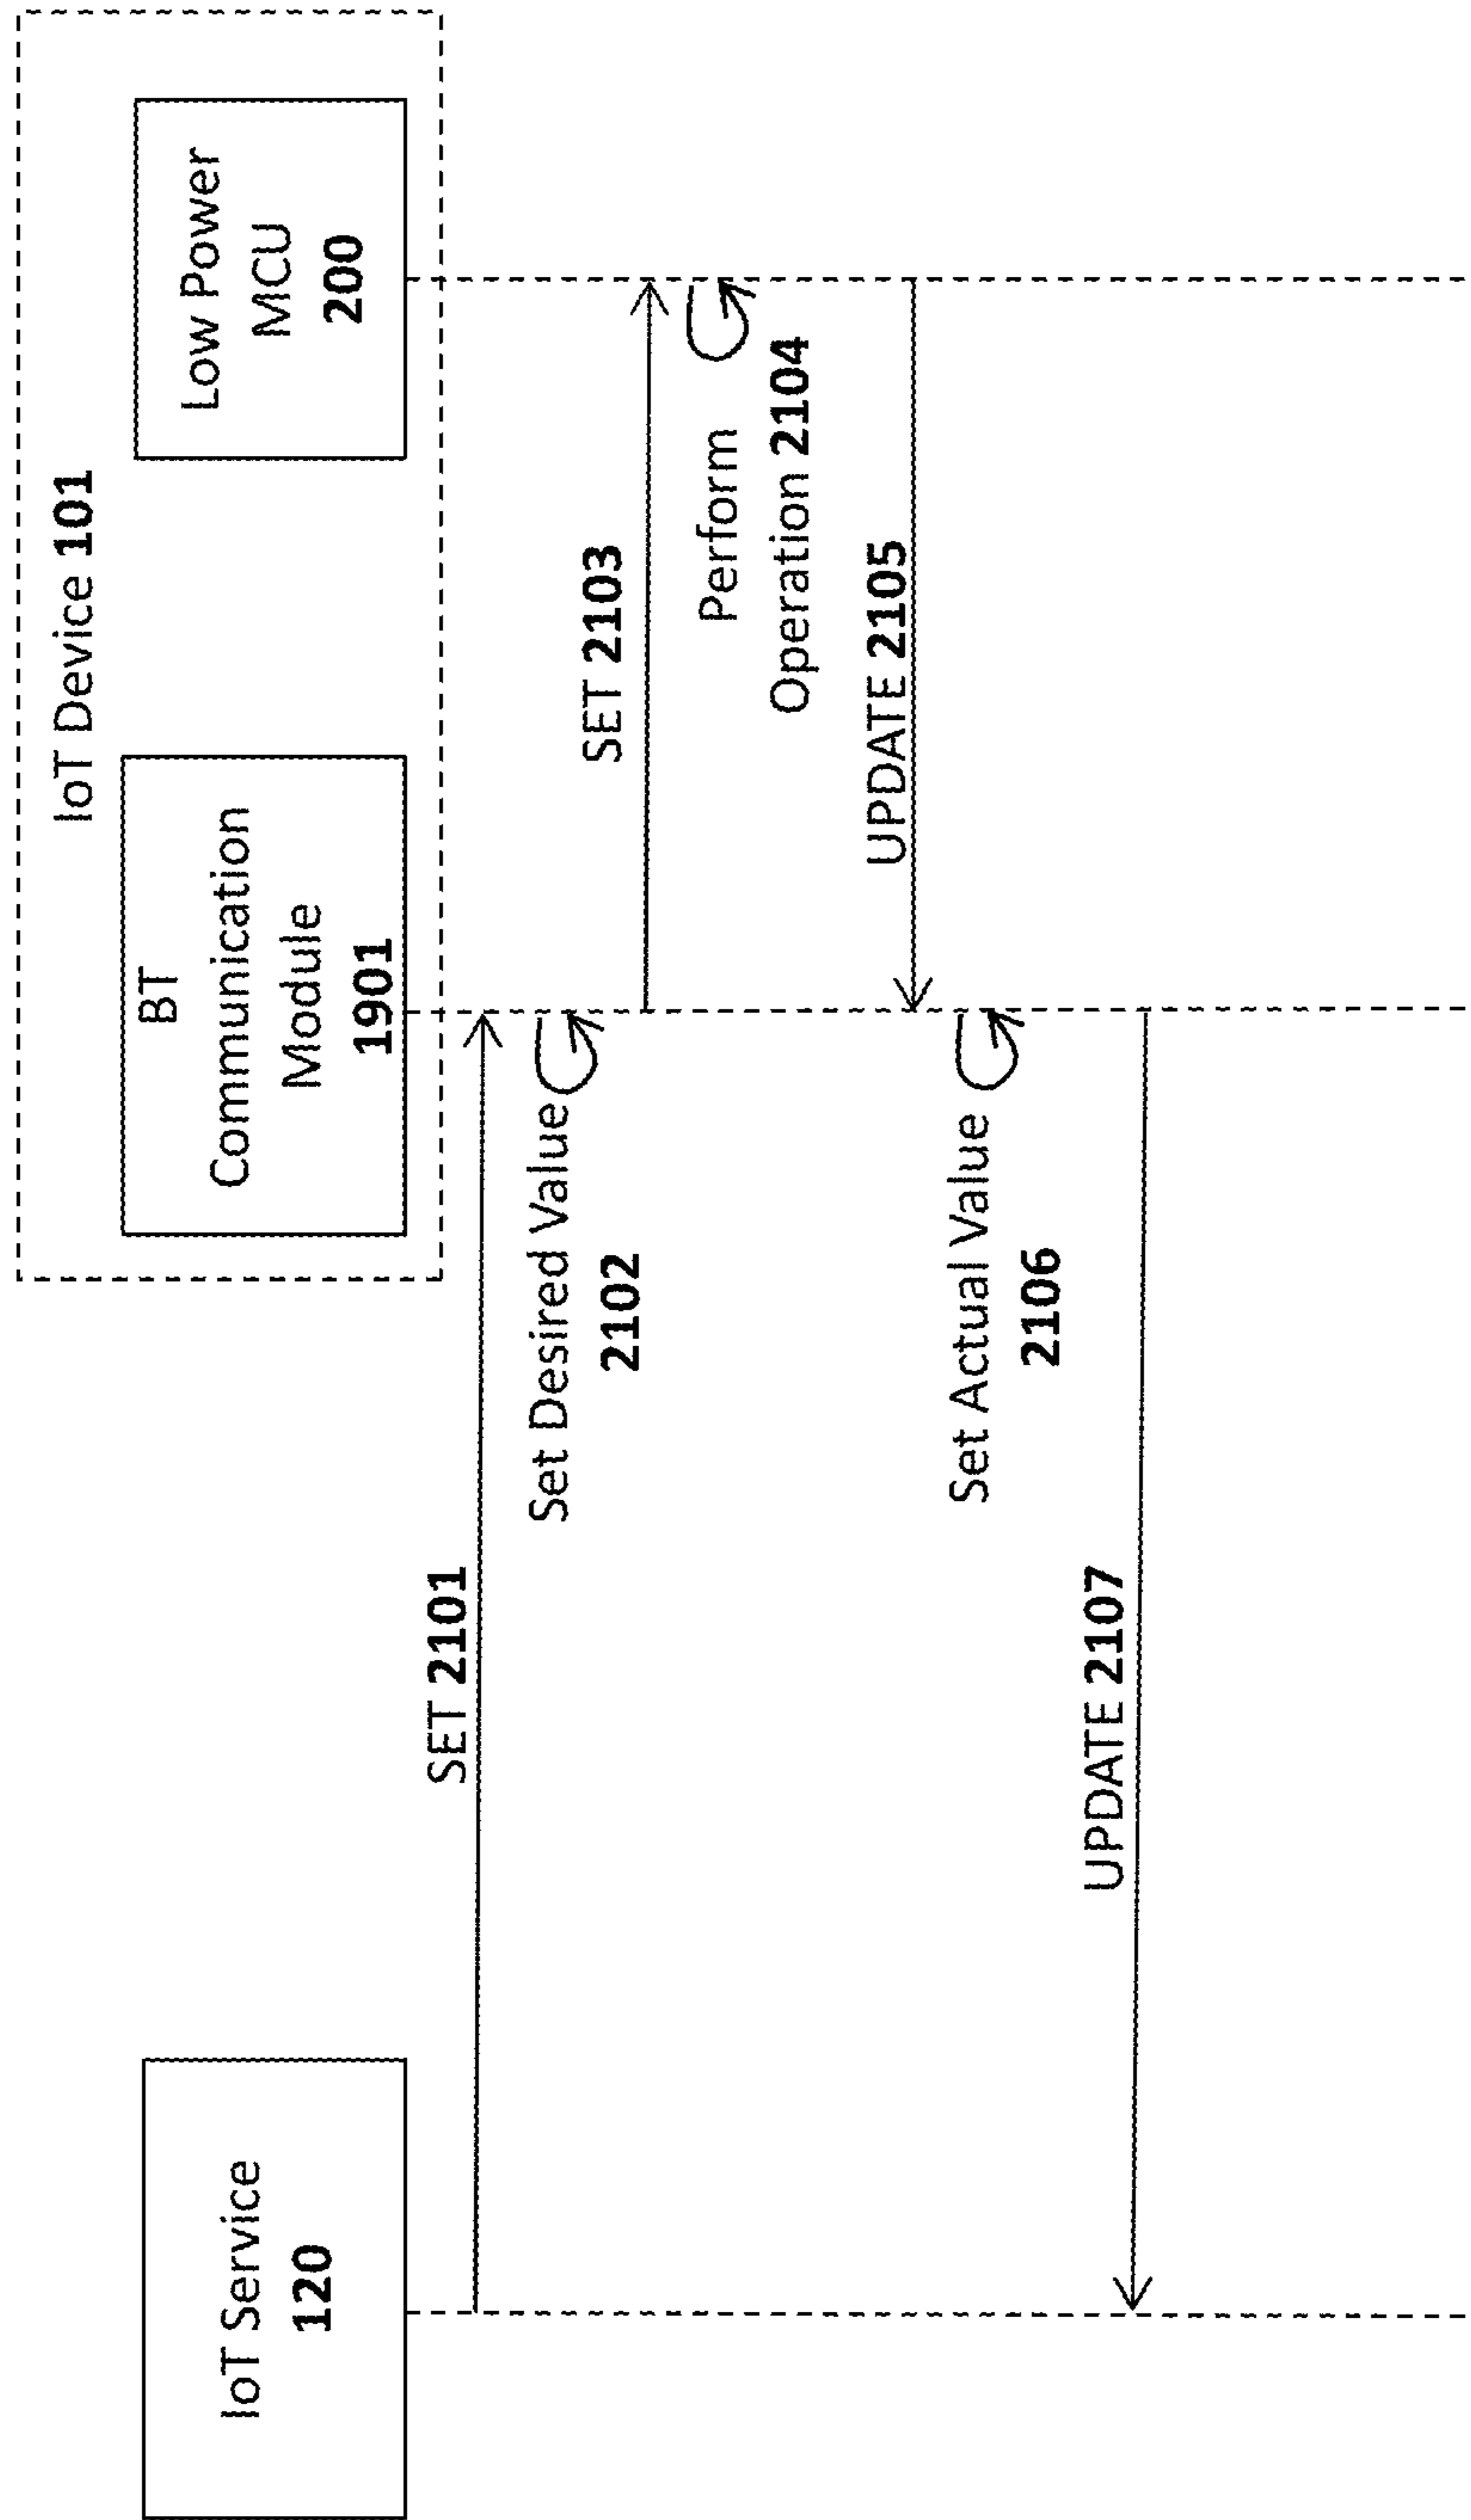 IoT Device 101
IoT Service
120
BT
Communication
Module
1901
Low Power
MCU
200
SET 2101
Set Desired Value
2102
SET 2103
Perform
Operation 2104
UPDATE 2105
Set Actual Value
2106
UPDATE 2107